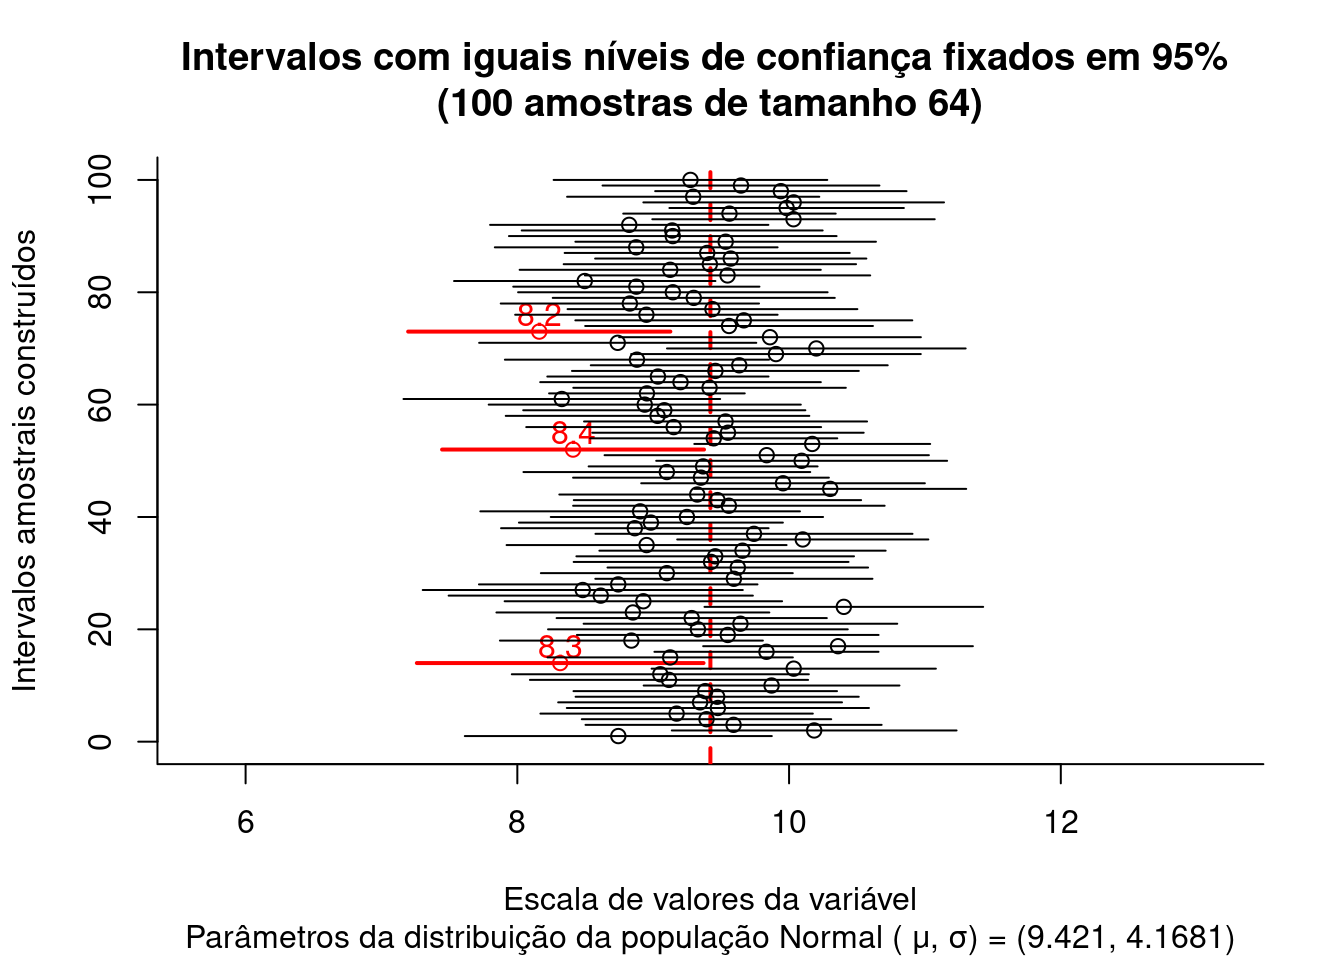 Intervalos com iguais níveis de confiança fixados em 95%
(100 amostras de tamanho 64)
Intervalos amostrais construídos
100
80
60
40
20
0
8.2
8.4
8.3
6
8
10
12
Escala de valores da variável
Parâmetros da distribuição da população Normal ( μ, σ) = (9.421, 4.1681)